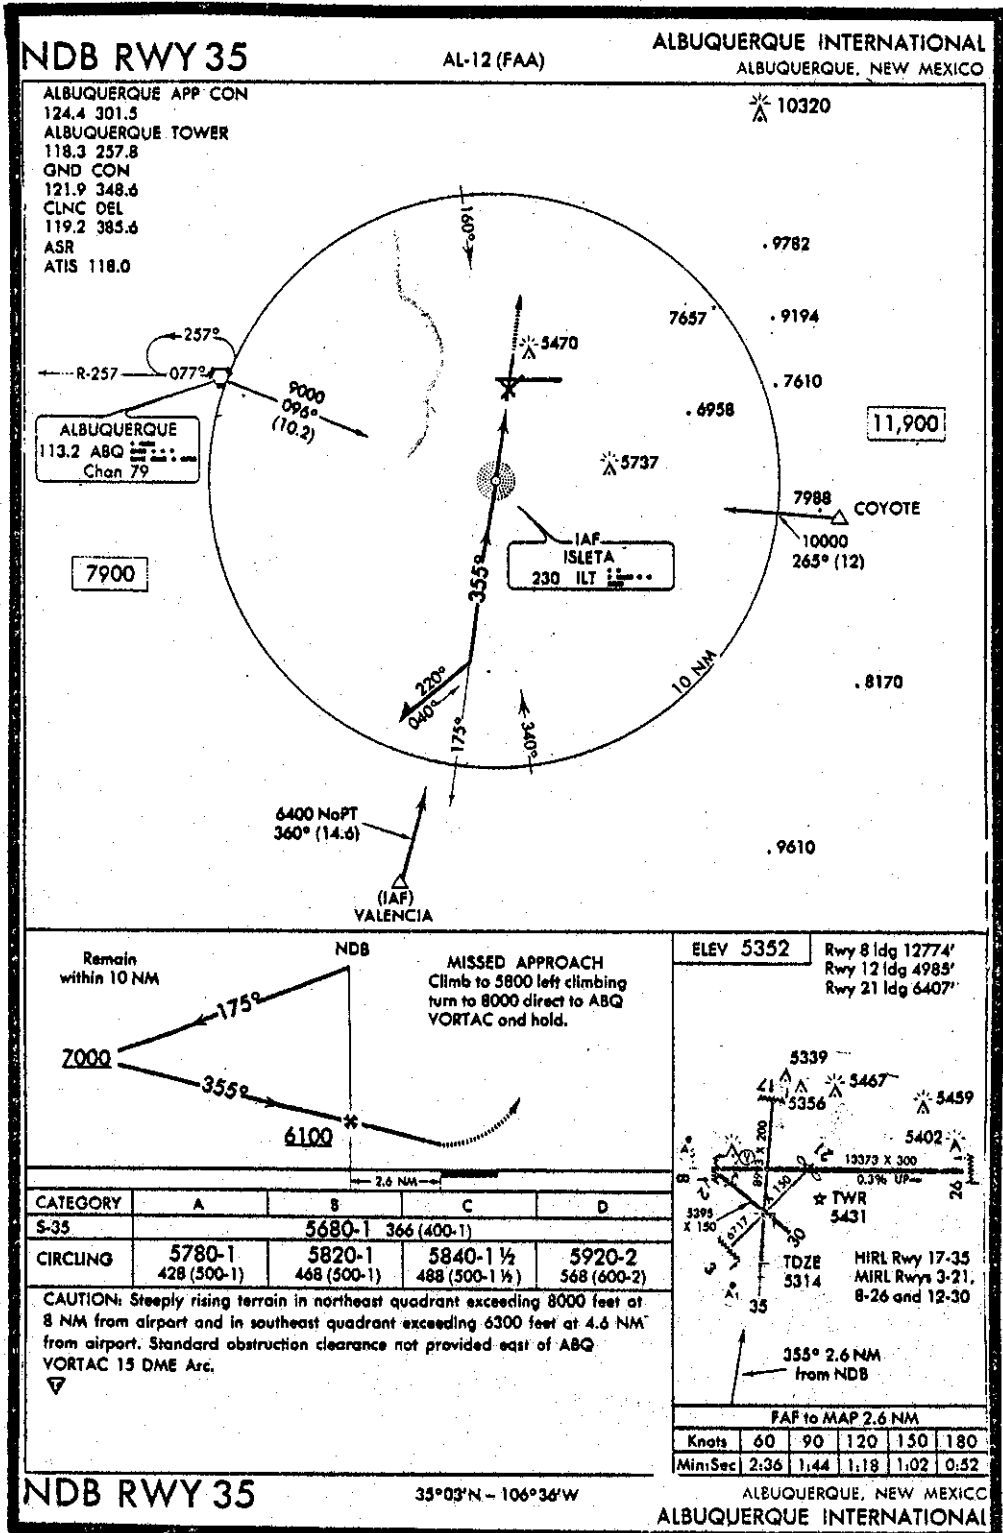 NDB RWY 35
AL-12 (FAA)
ALBUQUERQUE INTERNATIONAL
ALBUQUERQUE, NEW MEXICO
ALBUQUERQUE APP CON
124.4 301.5
ALBUQUERQUE TOWER
118.3 257.8
GND CON
121.9 348.6
CLNC DEL
119.2 385.6
ASR
ATIS 118.0
10320
160°
.9782
7657
.9194
5470
257°
R-257
077°
9000
096°
(10.2)
.7610
.6958
11,900
ALBUQUERQUE
113.2 ABQ
Chan 79
5737
7988
COYOTE
10000
265° (12)
IAF
ISLETA
230 ILT
7900
355°
10 NM
.8170
220°
040°
175°
340°
6400 NoPT
360° (14.6)
.9610
(IAF)
VALENCIA
Remain
within 10 NM
NDB
MISSED APPROACH
Climb to 5800 left climbing
turn to 8000 direct to ABQ
VORTAC and hold.
175°
7000
355°
6100
2.6 NM
ELEV 5352
Rwy 8 ldg 12774'
Rwy 12 ldg 4985'
Rwy 21 ldg 6407'
5339
17
5356
5467
5459
5402
A
8
12
21
13373 X 300
0.3% UP
26
5395
X 150
TWR
5431
30
3
35
TDZE
5314
HIRL Rwy 17-35
MIRL Rwys 3-21,
8-26 and 12-30
355° 2.6 NM
from NDB
CATEGORY A B C D
S-35 5680-1 366 (400-1)
CIRCLING 5780-1 5820-1 5840-1 ½ 5920-2
428 (500-1) 468 (500-1) 488 (500-1 ½) 568 (600-2)
CAUTION: Steeply rising terrain in northeast quadrant exceeding 8000 feet at
8 NM from airport and in southeast quadrant exceeding 6300 feet at 4.6 NM
from airport. Standard obstruction clearance not provided east of ABQ
VORTAC 15 DME Arc.
FAF to MAP 2.6 NM
Knots 60 90 120 150 180
Min:Sec 2:36 1:44 1:18 1:02 0:52
NDB RWY 35
35°03'N – 106°36'W
ALBUQUERQUE, NEW MEXICO
ALBUQUERQUE INTERNATIONAL